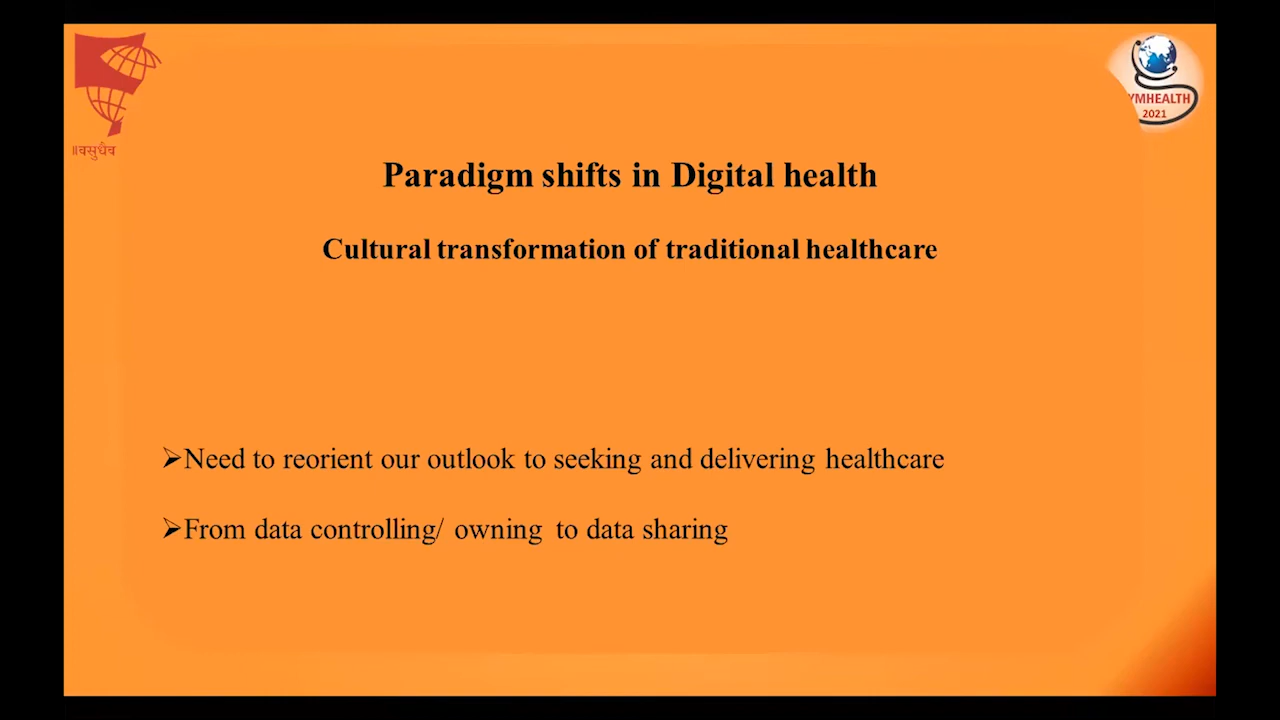 YMHEALTH
2021
॥वसुधैव
Paradigm shifts in Digital health
Cultural transformation of traditional healthcare
➢Need to reorient our outlook to seeking and delivering healthcare
➢From data controlling/ owning to data sharing